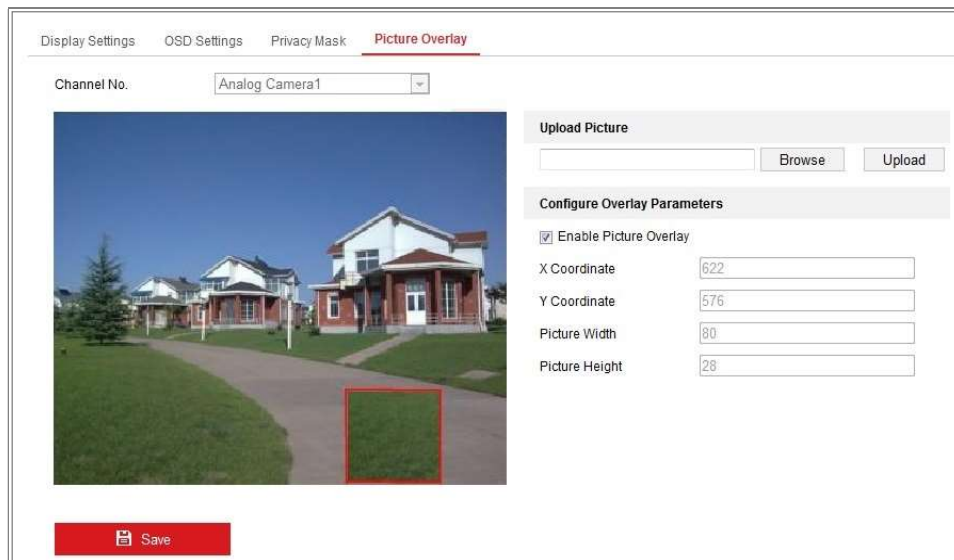 Display Settings OSD Settings Privacy Mask Picture Overlay
Channel No. Analog Camera1
Upload Picture
Browse Upload
Configure Overlay Parameters
Enable Picture Overlay
X Coordinate 622
Y Coordinate 576
Picture Width 80
Picture Height 28
Save